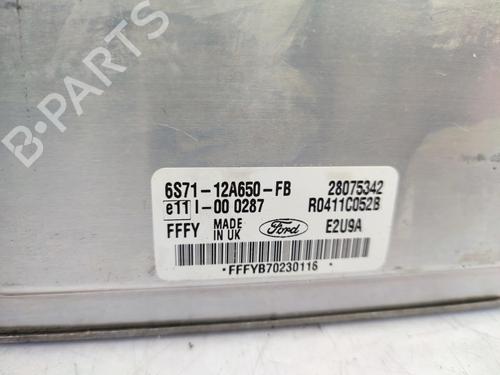 B-PARTS
6S71-12A650-FB 28075342
e11 I-00 0287 R0411C052B
FFFY MADE IN UK Ford E2U9A
*FFFYB70230116*